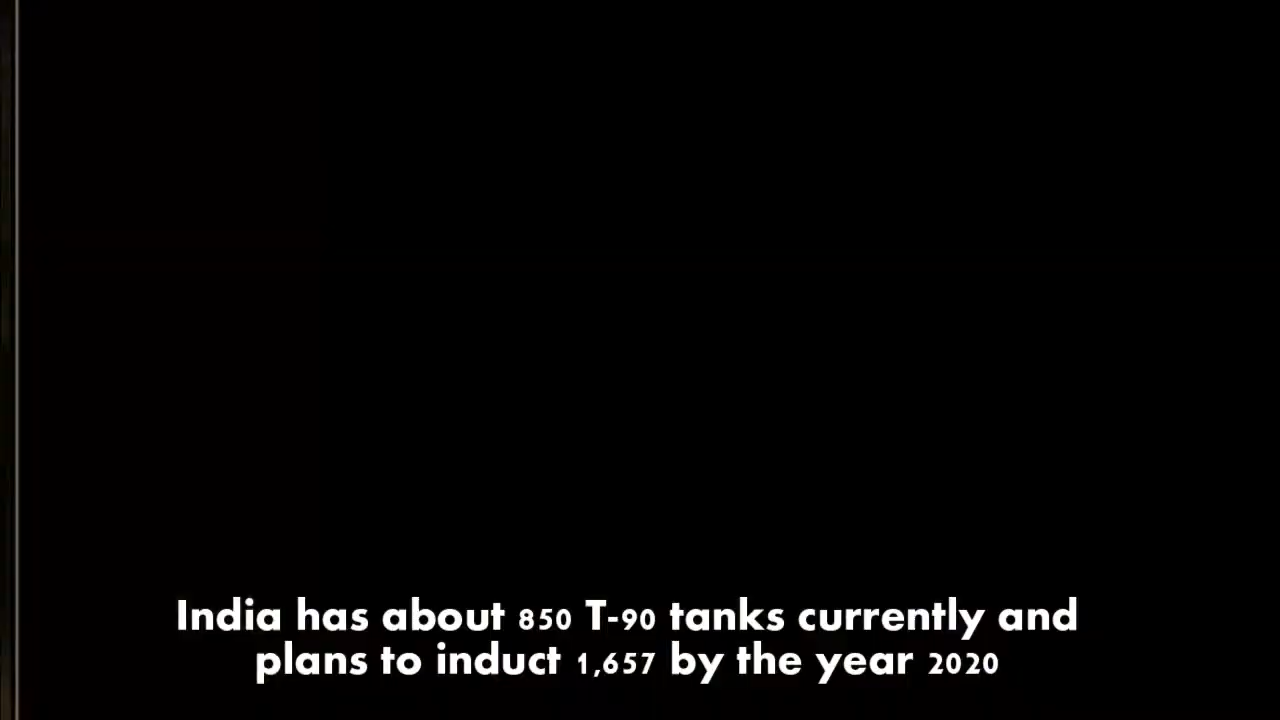 India has about 850 T-90 tanks currently and
plans to induct 1,657 by the year 2020